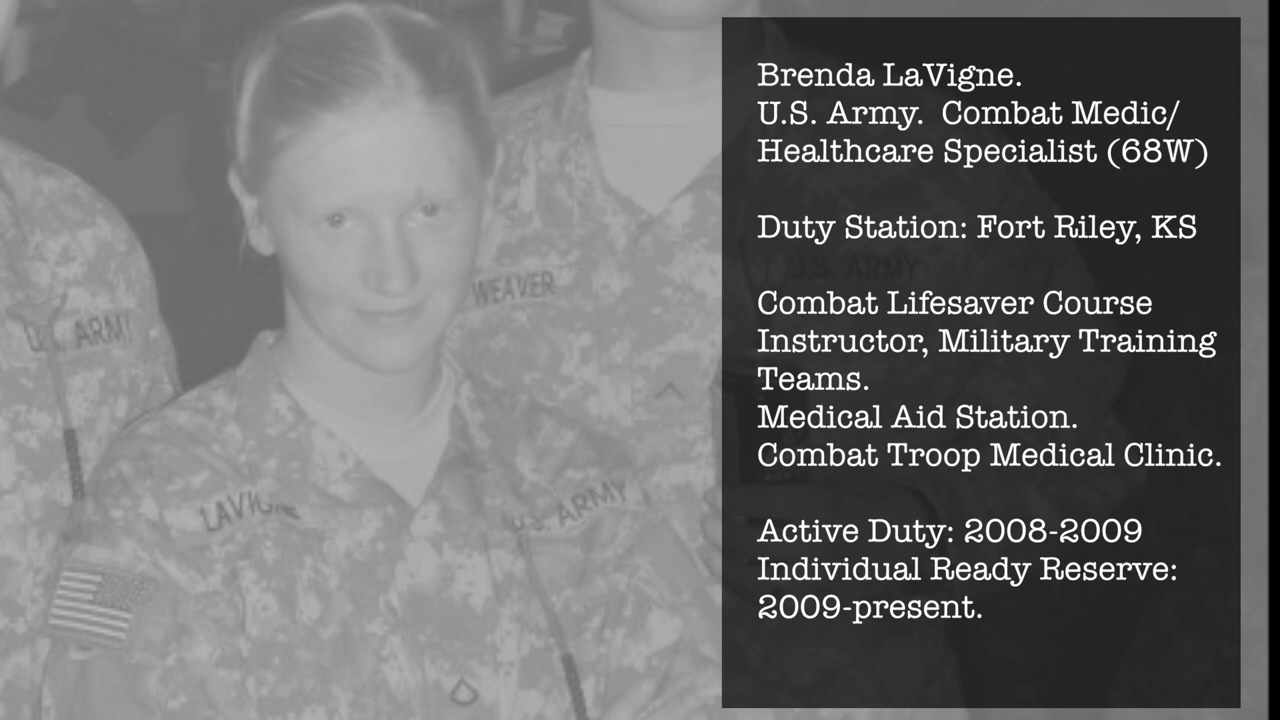 Brenda LaVigne.
U.S. Army. Combat Medic/
Healthcare Specialist (68W)
Duty Station: Fort Riley, KS
Combat Lifesaver Course
Instructor, Military Training
Teams.
Medical Aid Station.
Combat Troop Medical Clinic.
Active Duty: 2008-2009
Individual Ready Reserve:
2009-present.
WEAVER
U.S. ARMY
LAVIGNE
U.S. ARMY
U.S. ARMY